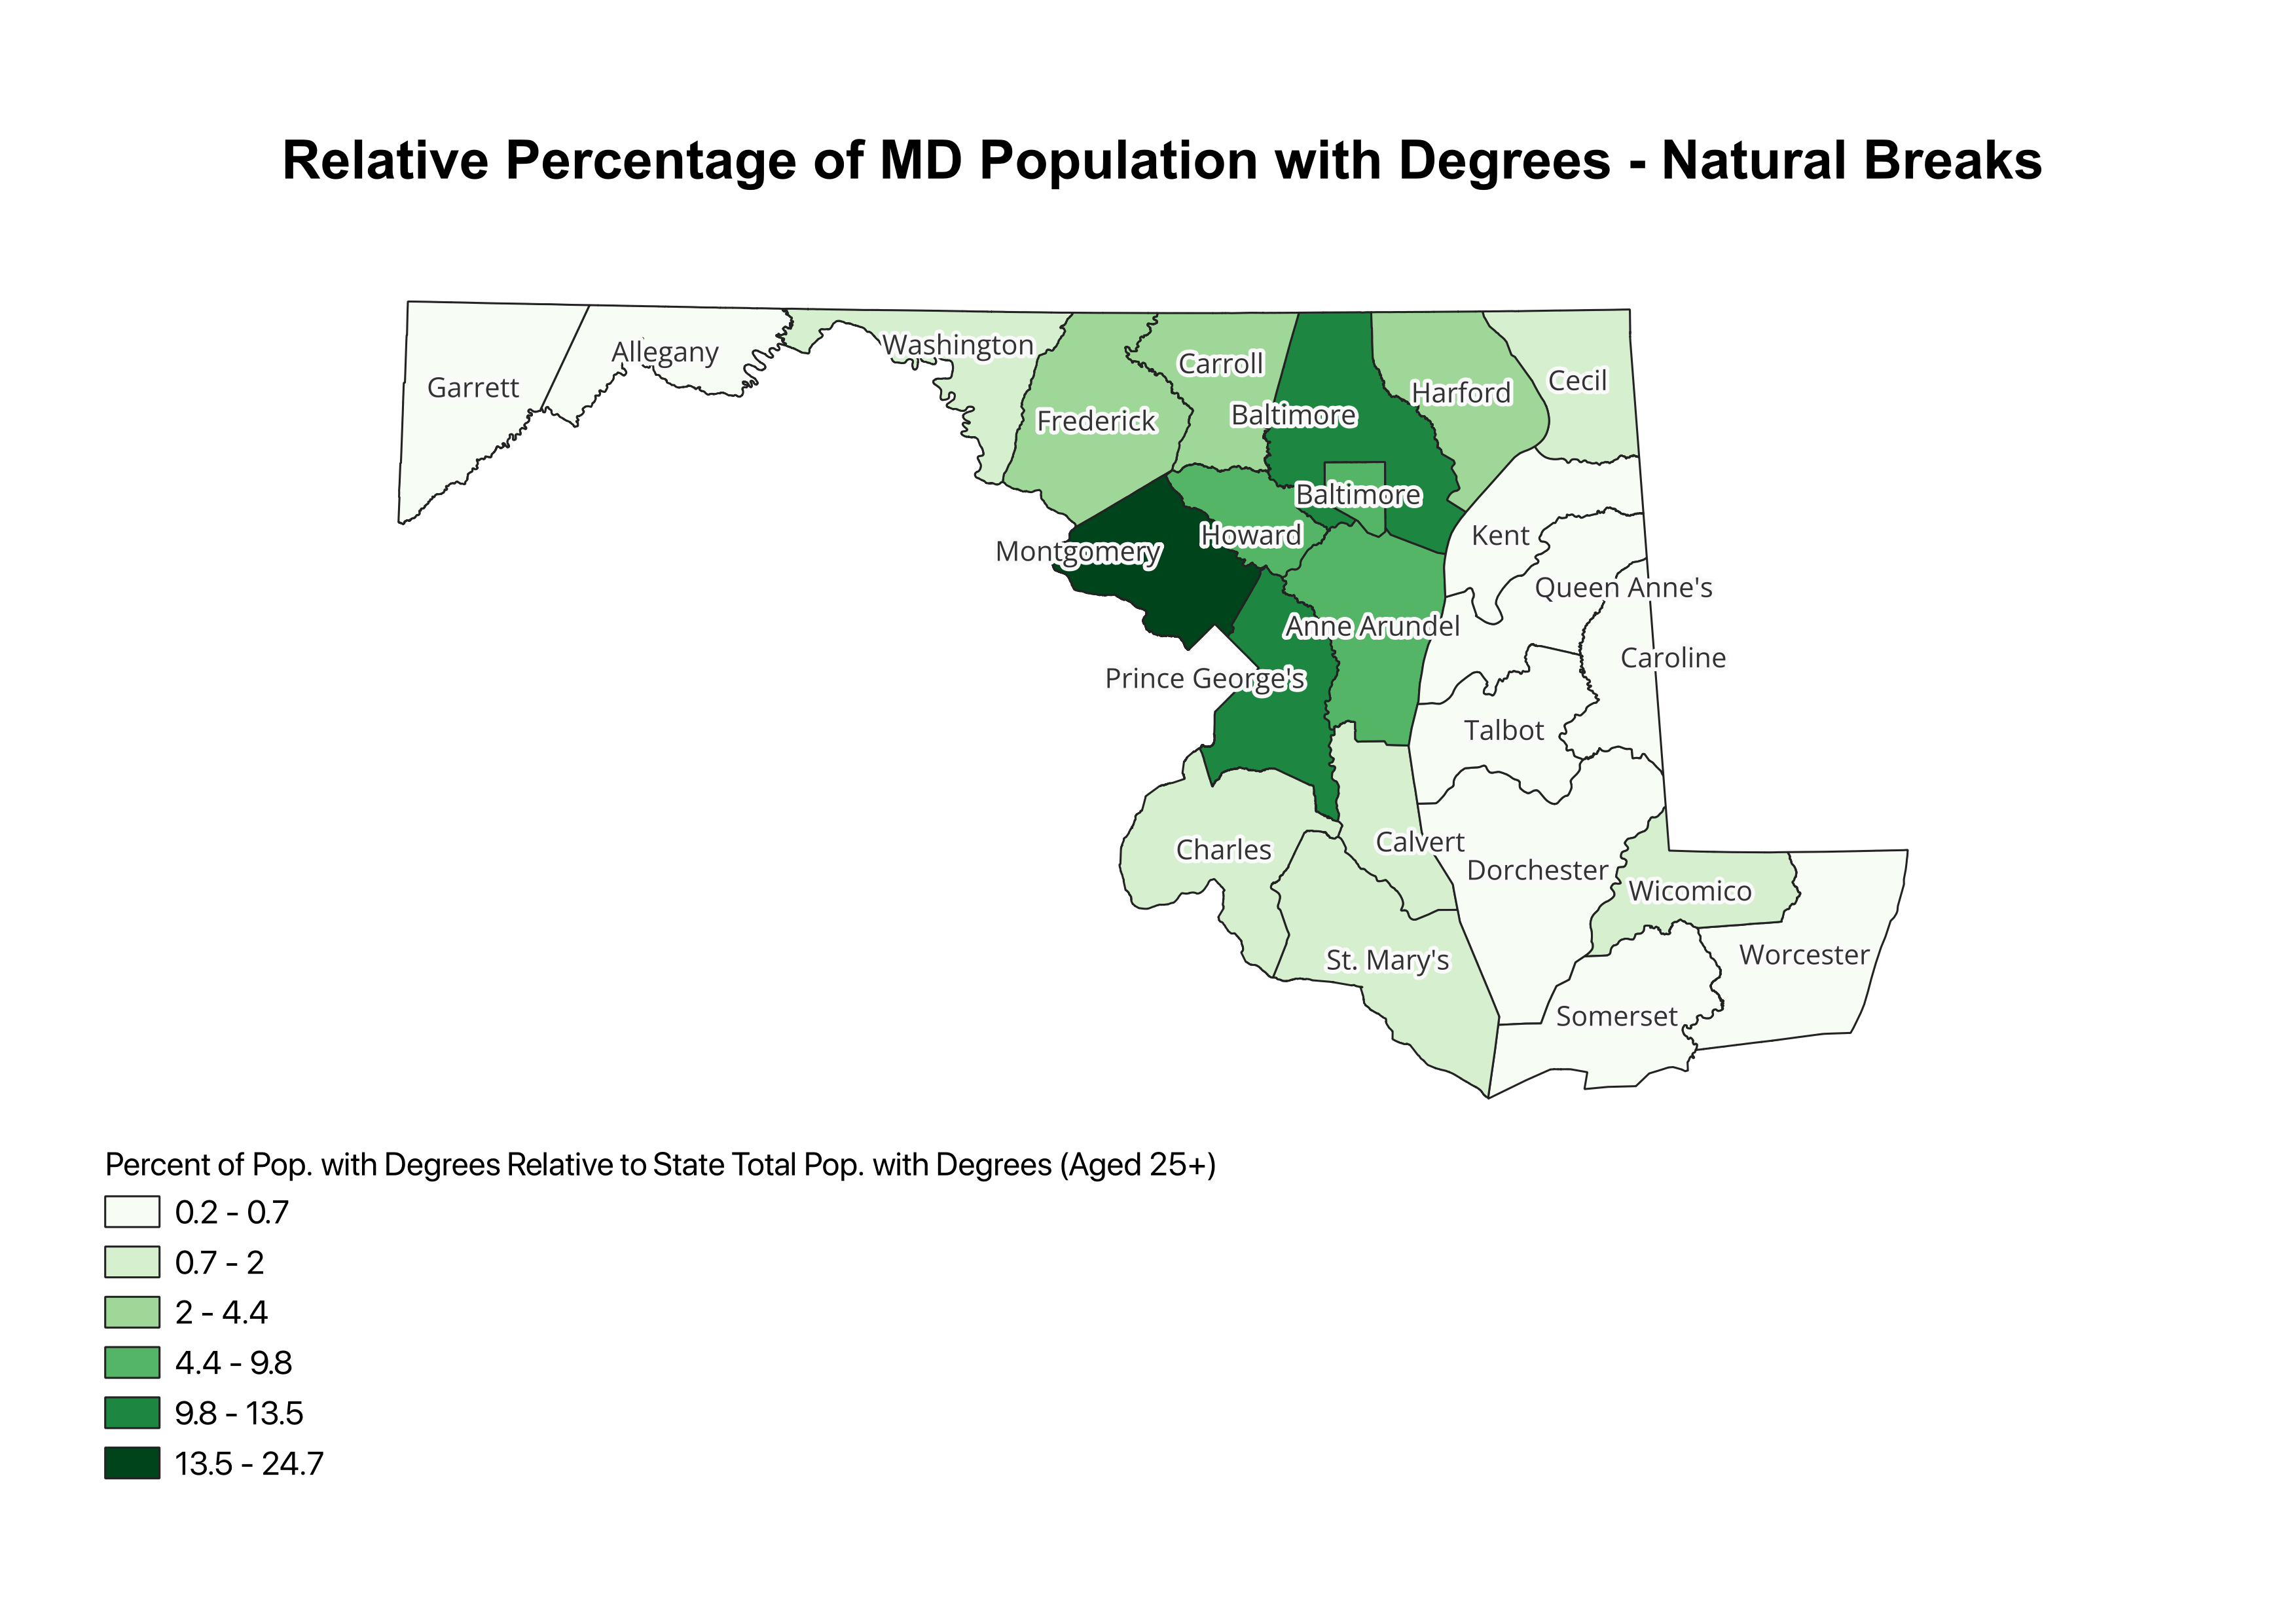 Relative Percentage of MD Population with Degrees - Natural Breaks
Garrett
Allegany
Washington
Frederick
Carroll
Baltimore
Harford
Cecil
Baltimore
Howard
Montgomery
Kent
Queen Anne's
Anne Arundel
Prince George's
Caroline
Talbot
Charles
Calvert
Dorchester
Wicomico
St. Mary's
Worcester
Somerset
Percent of Pop. with Degrees Relative to State Total Pop. with Degrees (Aged 25+)
0.2 - 0.7
0.7 - 2
2 - 4.4
4.4 - 9.8
9.8 - 13.5
13.5 - 24.7